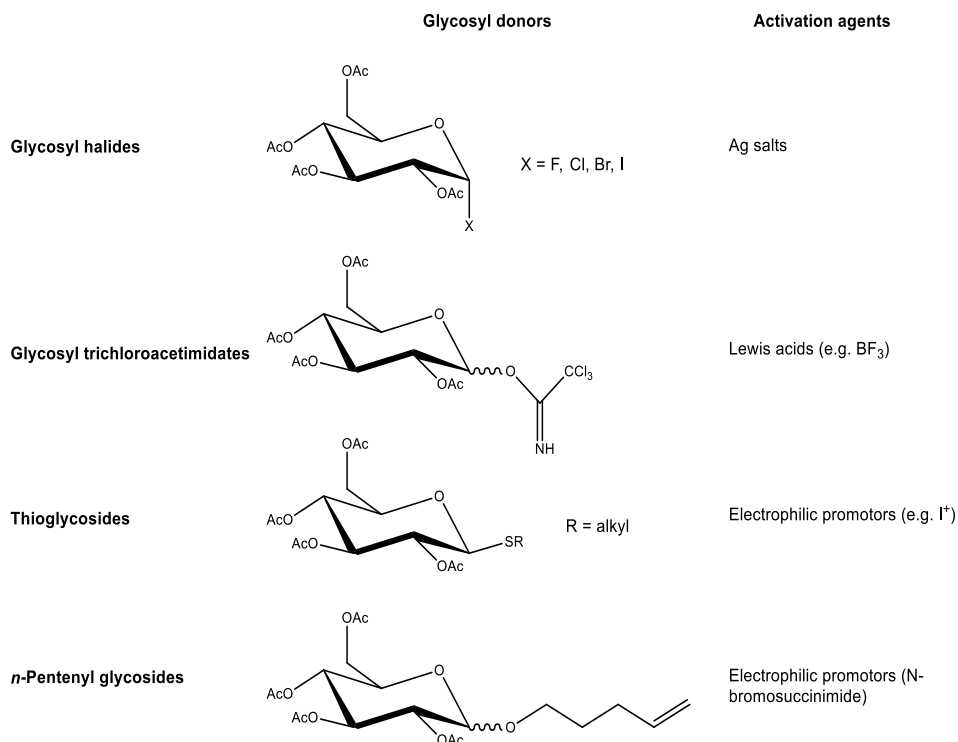 Glycosyl donors
Activation agents
OAc
O
AcO
AcO
OAc
X
Glycosyl halides
X = F, Cl, Br, I
Ag salts
OAc
O
AcO
AcO
OAc
O
CCl3
NH
Glycosyl trichloroacetimidates
Lewis acids (e.g. BF3)
OAc
O
AcO
AcO
OAc
SR
Thioglycosides
R = alkyl
Electrophilic promotors (e.g. I+)
OAc
O
AcO
AcO
OAc
O
n-Pentenyl glycosides
Electrophilic promotors (N-
bromosuccinimide)